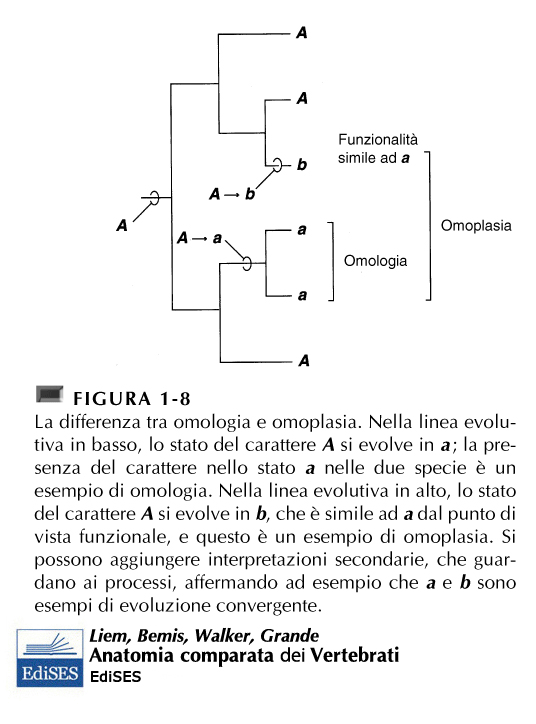 A
A
Funzionalità
simile ad a
b
A → b
A
a
A → a
Omoplasia
Omologia
a
A
FIGURA 1-8
La differenza tra omologia e omoplasia. Nella linea evolu-
tiva in basso, lo stato del carattere A si evolve in a; la pre-
senza del carattere nello stato a nelle due specie è un
esempio di omologia. Nella linea evolutiva in alto, lo stato
del carattere A si evolve in b, che è simile ad a dal punto di
vista funzionale, e questo è un esempio di omoplasia. Si
possono aggiungere interpretazioni secondarie, che guar-
dano ai processi, affermando ad esempio che a e b sono
esempi di evoluzione convergente.
Liem, Bemis, Walker, Grande
Anatomia comparata dei Vertebrati
EdiSES
EdiSES